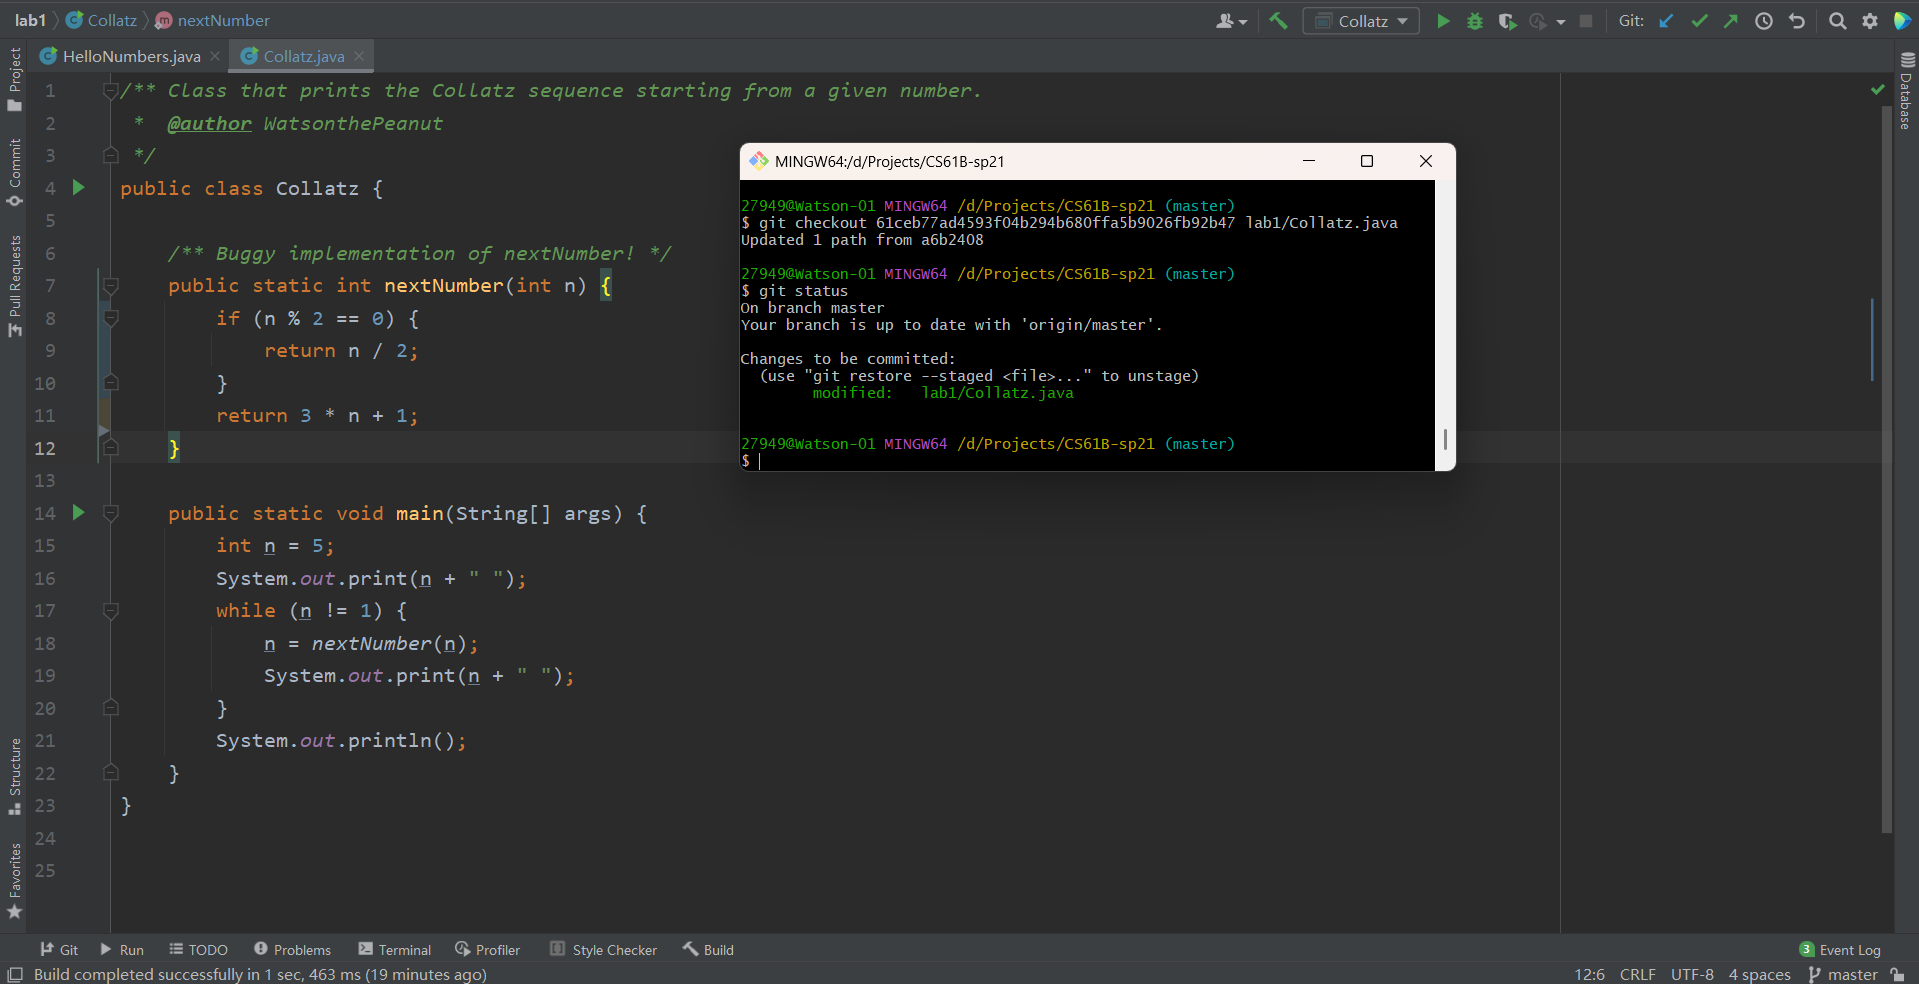 lab1 Collatz nextNumber
Collatz Git:
HelloNumbers.java Collatz.java
Project
Commit
Pull Requests
Structure
Favorites
Database
1 /** Class that prints the Collatz sequence starting from a given number.
2 * @author WatsonthePeanut
3 */
4 public class Collatz {
5
6 /** Buggy implementation of nextNumber! */
7 public static int nextNumber(int n) {
8 if (n % 2 == 0) {
9 return n / 2;
10 }
11 return 3 * n + 1;
12 }
13
14 public static void main(String[] args) {
15 int n = 5;
16 System.out.print(n + " ");
17 while (n != 1) {
18 n = nextNumber(n);
19 System.out.print(n + " ");
20 }
21 System.out.println();
22 }
23 }
24
25
MINGW64:/d/Projects/CS61B-sp21
27949@Watson-01 MINGW64 /d/Projects/CS61B-sp21 (master)
$ git checkout 61ceb77ad4593f04b294b680ffa5b9026fb92b47 lab1/Collatz.java
Updated 1 path from a6b2408
27949@Watson-01 MINGW64 /d/Projects/CS61B-sp21 (master)
$ git status
On branch master
Your branch is up to date with 'origin/master'.
Changes to be committed:
(use "git restore --staged <file>..." to unstage)
modified: lab1/Collatz.java
27949@Watson-01 MINGW64 /d/Projects/CS61B-sp21 (master)
$
Git Run TODO Problems Terminal Profiler Style Checker Build 3 Event Log
Build completed successfully in 1 sec, 463 ms (19 minutes ago) 12:6 CRLF UTF-8 4 spaces master